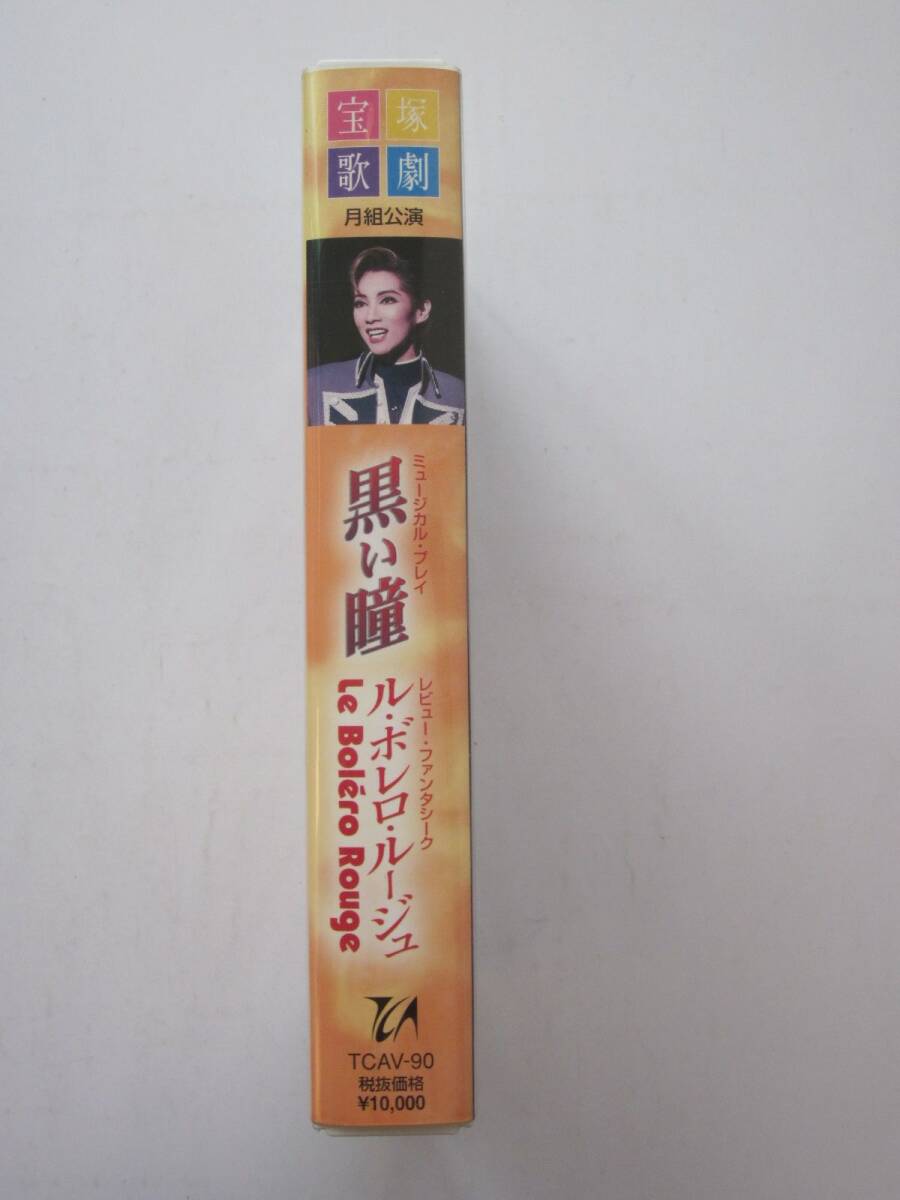 宝塚
歌劇
月組公演
ミュージカル・プレイ
黒い瞳
レビュー・ファンタシーク
ル・ボレロ・ルージュ
Le Boléro Rouge
TCAV-90
税抜価格
¥10,000